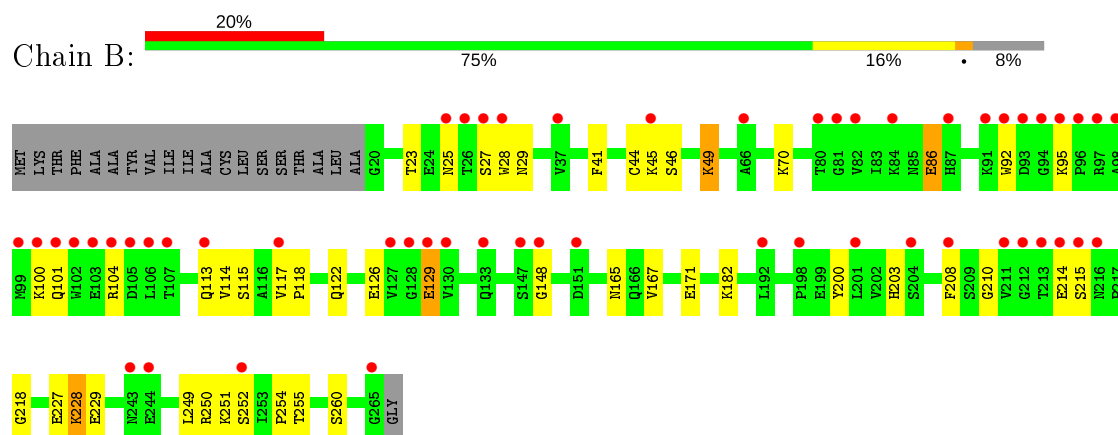 20%
Chain B:
75% 16% • 8%
MET LYS THR PHE ALA ALA TYR VAL ILE ILE ALA CYS LEU SER SER THR ALA LEU ALA G20 T23 E24 N25 T26 S27 W28 N29 V37 F41 C44 K45 S46 K49 A66 K70 T80 G81 V82 I83 K84 N85 E86 H87 K91 W92 D93 G94 K95 P96 R97 A98
M99 K100 Q101 W102 E103 R104 D105 L106 T107 Q113 V114 S115 A116 V117 P118 Q122 E126 V127 G128 E129 V130 Q133 S147 G148 D151 N165 Q166 V167 E171 K182 L192 P198 E199 Y200 L201 V202 H203 S204 F208 S209 G210 V211 G212 T213 E214 S215 N216
G218 E227 K228 E229 N243 E244 L249 R250 K251 S252 I253 P254 T255 S260 G265 GLY